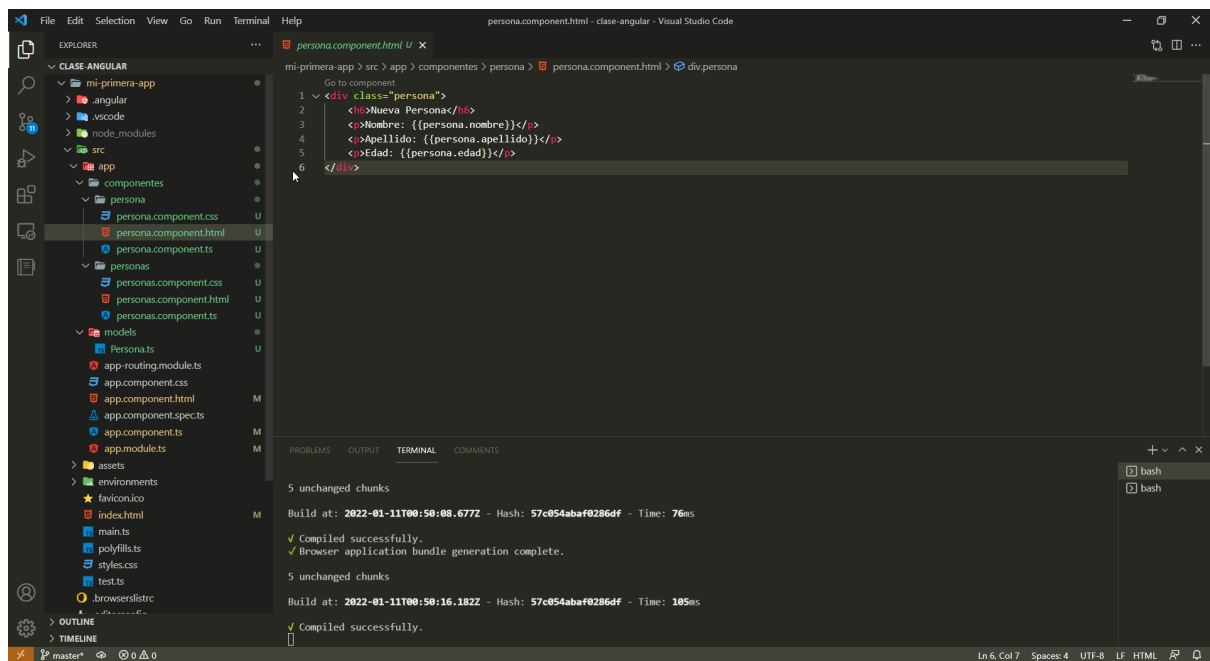 File Edit Selection View Go Run Terminal Help persona.component.html - clase-angular - Visual Studio Code
EXPLORER
CLASE-ANGULAR
mi-primera-app
.angular
.vscode
node_modules
src
app
componentes
persona
persona.component.css U
persona.component.html U
persona.component.ts U
personas
personas.component.css U
personas.component.html U
personas.component.ts U
models
Persona.ts U
app-routing.module.ts
app.component.css
app.component.html M
app.component.spec.ts
app.component.ts M
app.module.ts M
assets
environments
favicon.ico
index.html M
main.ts
polyfills.ts
styles.css
test.ts
.browserslistrc
OUTLINE
TIMELINE
11
persona.component.html U
mi-primera-app > src > app > componentes > persona > persona.component.html > div.persona
Go to component
1 <div class="persona">
2 <h6>Nueva Persona</h6>
3 <p>Nombre: {{persona.nombre}}</p>
4 <p>Apellido: {{persona.apellido}}</p>
5 <p>Edad: {{persona.edad}}</p>
6 </div>
PROBLEMS OUTPUT TERMINAL COMMENTS
5 unchanged chunks
Build at: 2022-01-11T00:50:08.677Z - Hash: 57c054abaf0286df - Time: 76ms
√ Compiled successfully.
√ Browser application bundle generation complete.
5 unchanged chunks
Build at: 2022-01-11T00:50:16.182Z - Hash: 57c054abaf0286df - Time: 105ms
√ Compiled successfully.
bash
bash
master* 0 0 Ln 6, Col 7 Spaces: 4 UTF-8 LF HTML